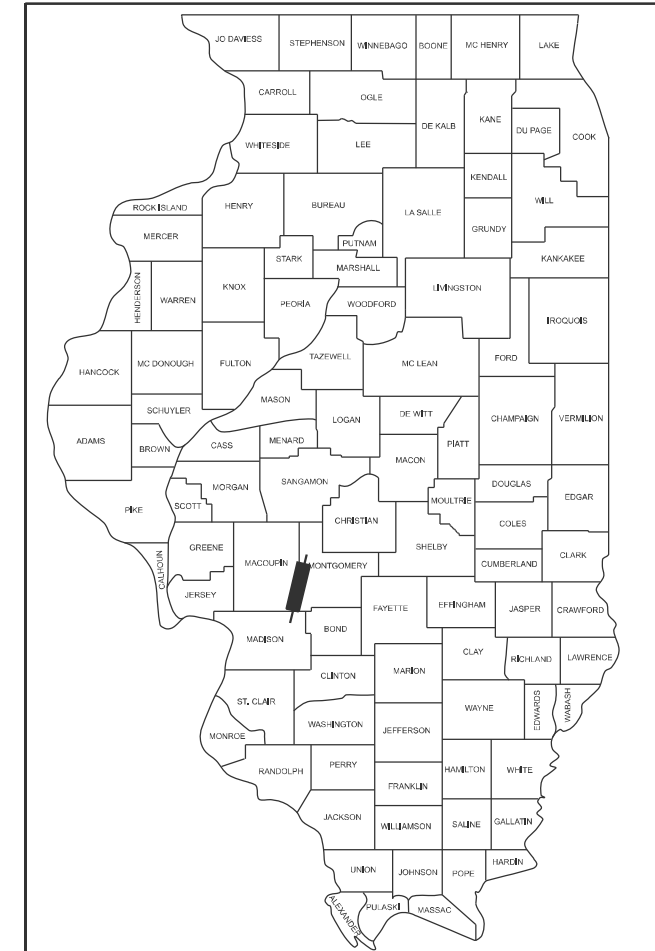 JO DAVIESS
STEPHENSON
WINNEBAGO
BOONE
MC HENRY
LAKE
CARROLL
OGLE
DE KALB
KANE
DU PAGE
COOK
WHITESIDE
LEE
KENDALL
WILL
ROCK ISLAND
HENRY
BUREAU
LA SALLE
GRUNDY
MERCER
PUTNAM
STARK
MARSHALL
KANKAKEE
HENDERSON
WARREN
KNOX
PEORIA
WOODFORD
LIVINGSTON
IROQUOIS
HANCOCK
MC DONOUGH
FULTON
TAZEWELL
MC LEAN
FORD
MASON
SCHUYLER
LOGAN
DE WITT
CHAMPAIGN
VERMILION
ADAMS
BROWN
CASS
MENARD
PIATT
MACON
MORGAN
SANGAMON
DOUGLAS
PIKE
SCOTT
CHRISTIAN
MOULTRIE
EDGAR
COLES
GREENE
MACOUPIN
MONTGOMERY
SHELBY
CUMBERLAND
CLARK
CALHOUN
JERSEY
FAYETTE
EFFINGHAM
JASPER
CRAWFORD
MADISON
BOND
CLAY
RICHLAND
LAWRENCE
CLINTON
MARION
ST. CLAIR
WAYNE
EDWARDS
WABASH
WASHINGTON
JEFFERSON
MONROE
RANDOLPH
PERRY
HAMILTON
WHITE
FRANKLIN
JACKSON
WILLIAMSON
SALINE
GALLATIN
UNION
JOHNSON
POPE
HARDIN
ALEXANDER
PULASKI
MASSAC